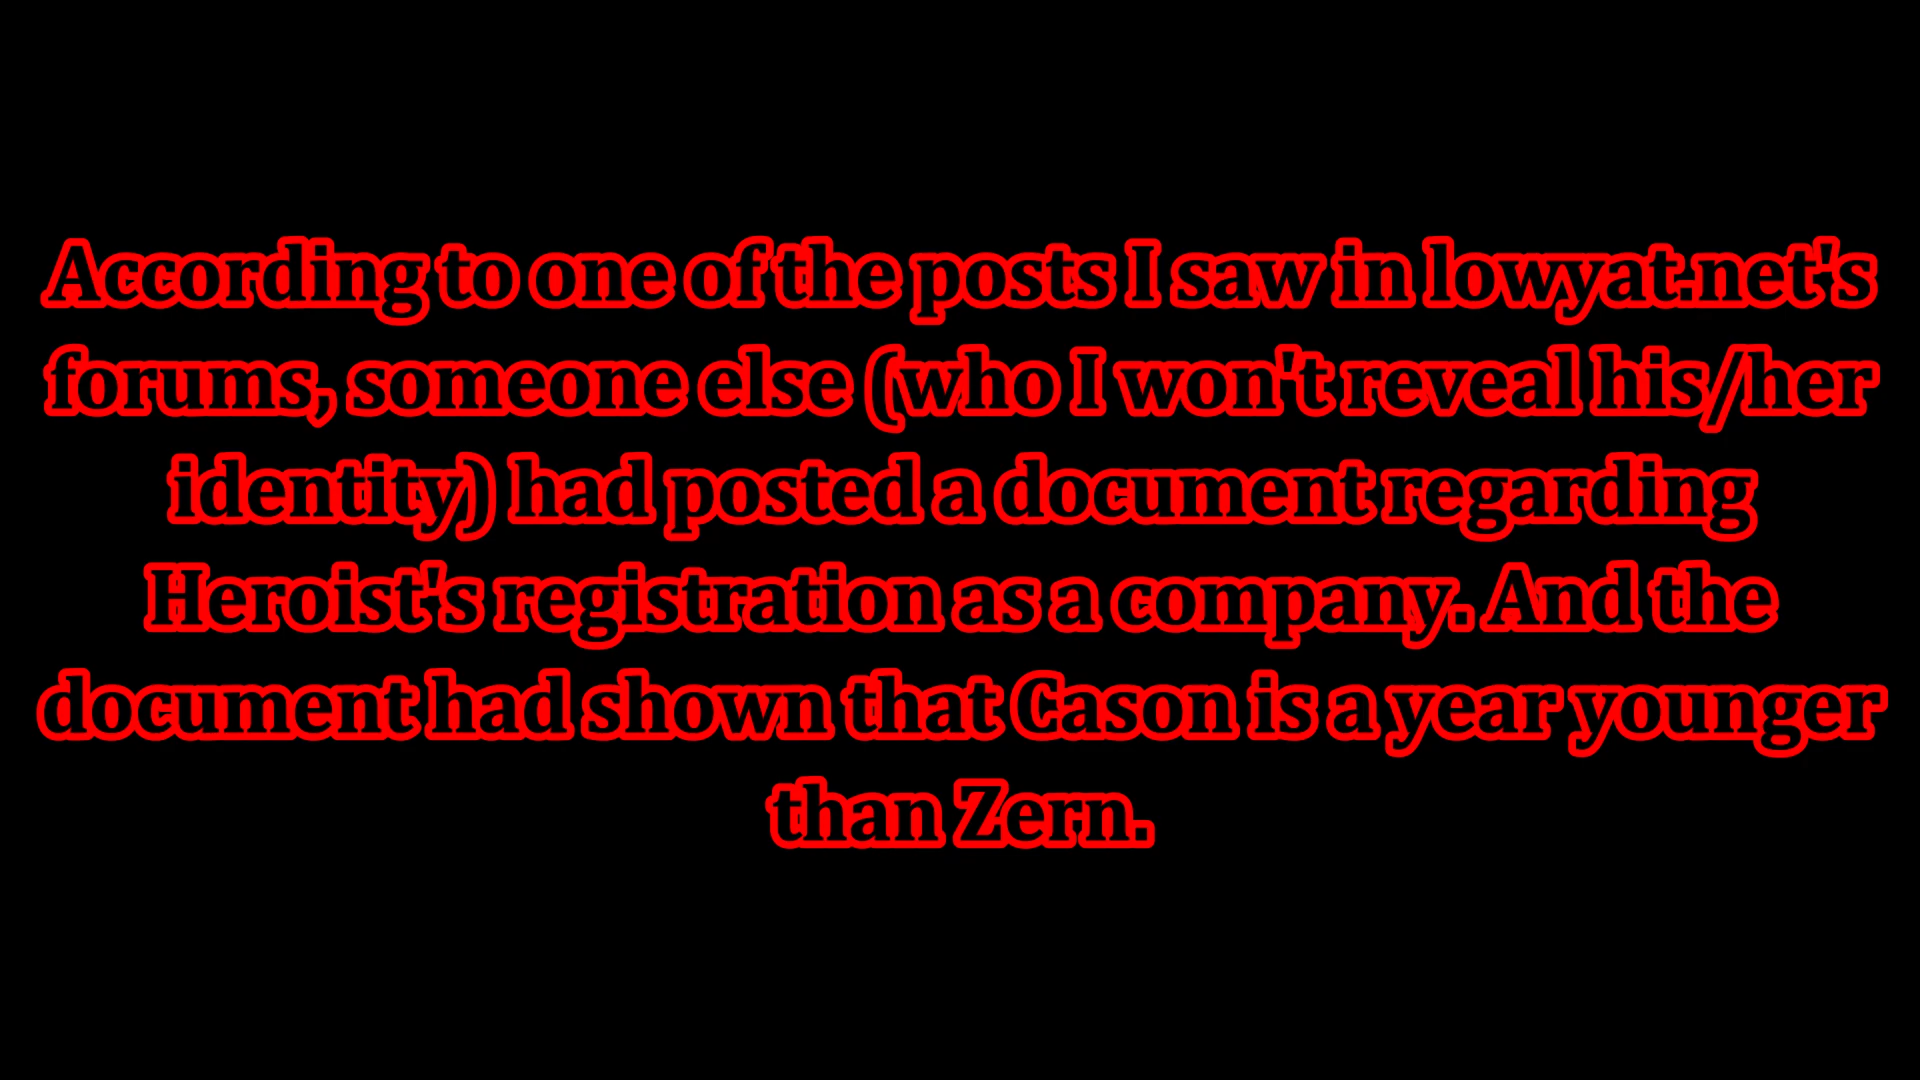 According to one of the posts I saw in lowyat.net's
forums, someone else (who I won't reveal his/her
identity) had posted a document regarding
Heroist's registration as a company. And the
document had shown that Cason is a year younger
than Zern.